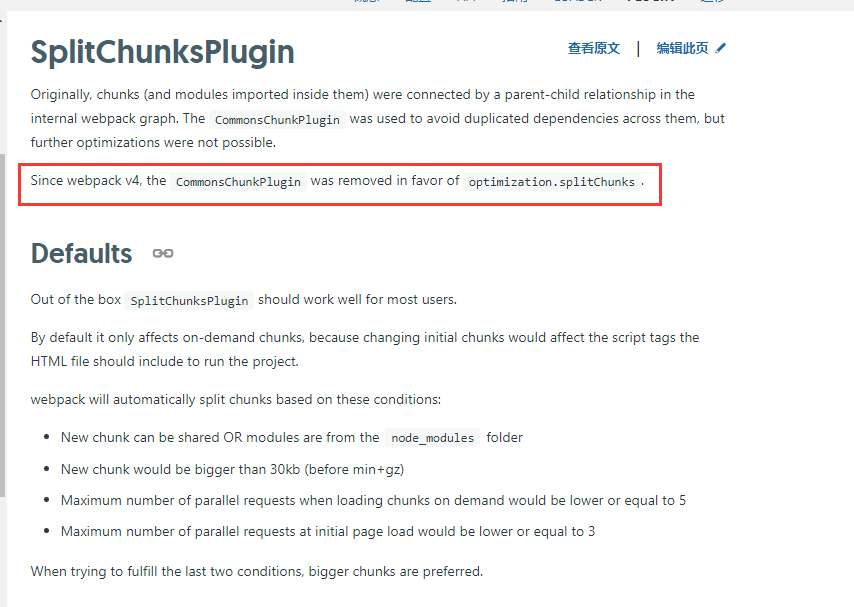 SplitChunksPlugin
查看原文 | 编辑此页
Originally, chunks (and modules imported inside them) were connected by a parent-child relationship in the
internal webpack graph. The CommonsChunkPlugin was used to avoid duplicated dependencies across them, but
further optimizations were not possible.
Since webpack v4, the CommonsChunkPlugin was removed in favor of optimization.splitChunks.
Defaults
Out of the box SplitChunksPlugin should work well for most users.
By default it only affects on-demand chunks, because changing initial chunks would affect the script tags the
HTML file should include to run the project.
webpack will automatically split chunks based on these conditions:
• New chunk can be shared OR modules are from the node_modules folder
• New chunk would be bigger than 30kb (before min+gz)
• Maximum number of parallel requests when loading chunks on demand would be lower or equal to 5
• Maximum number of parallel requests at initial page load would be lower or equal to 3
When trying to fulfill the last two conditions, bigger chunks are preferred.